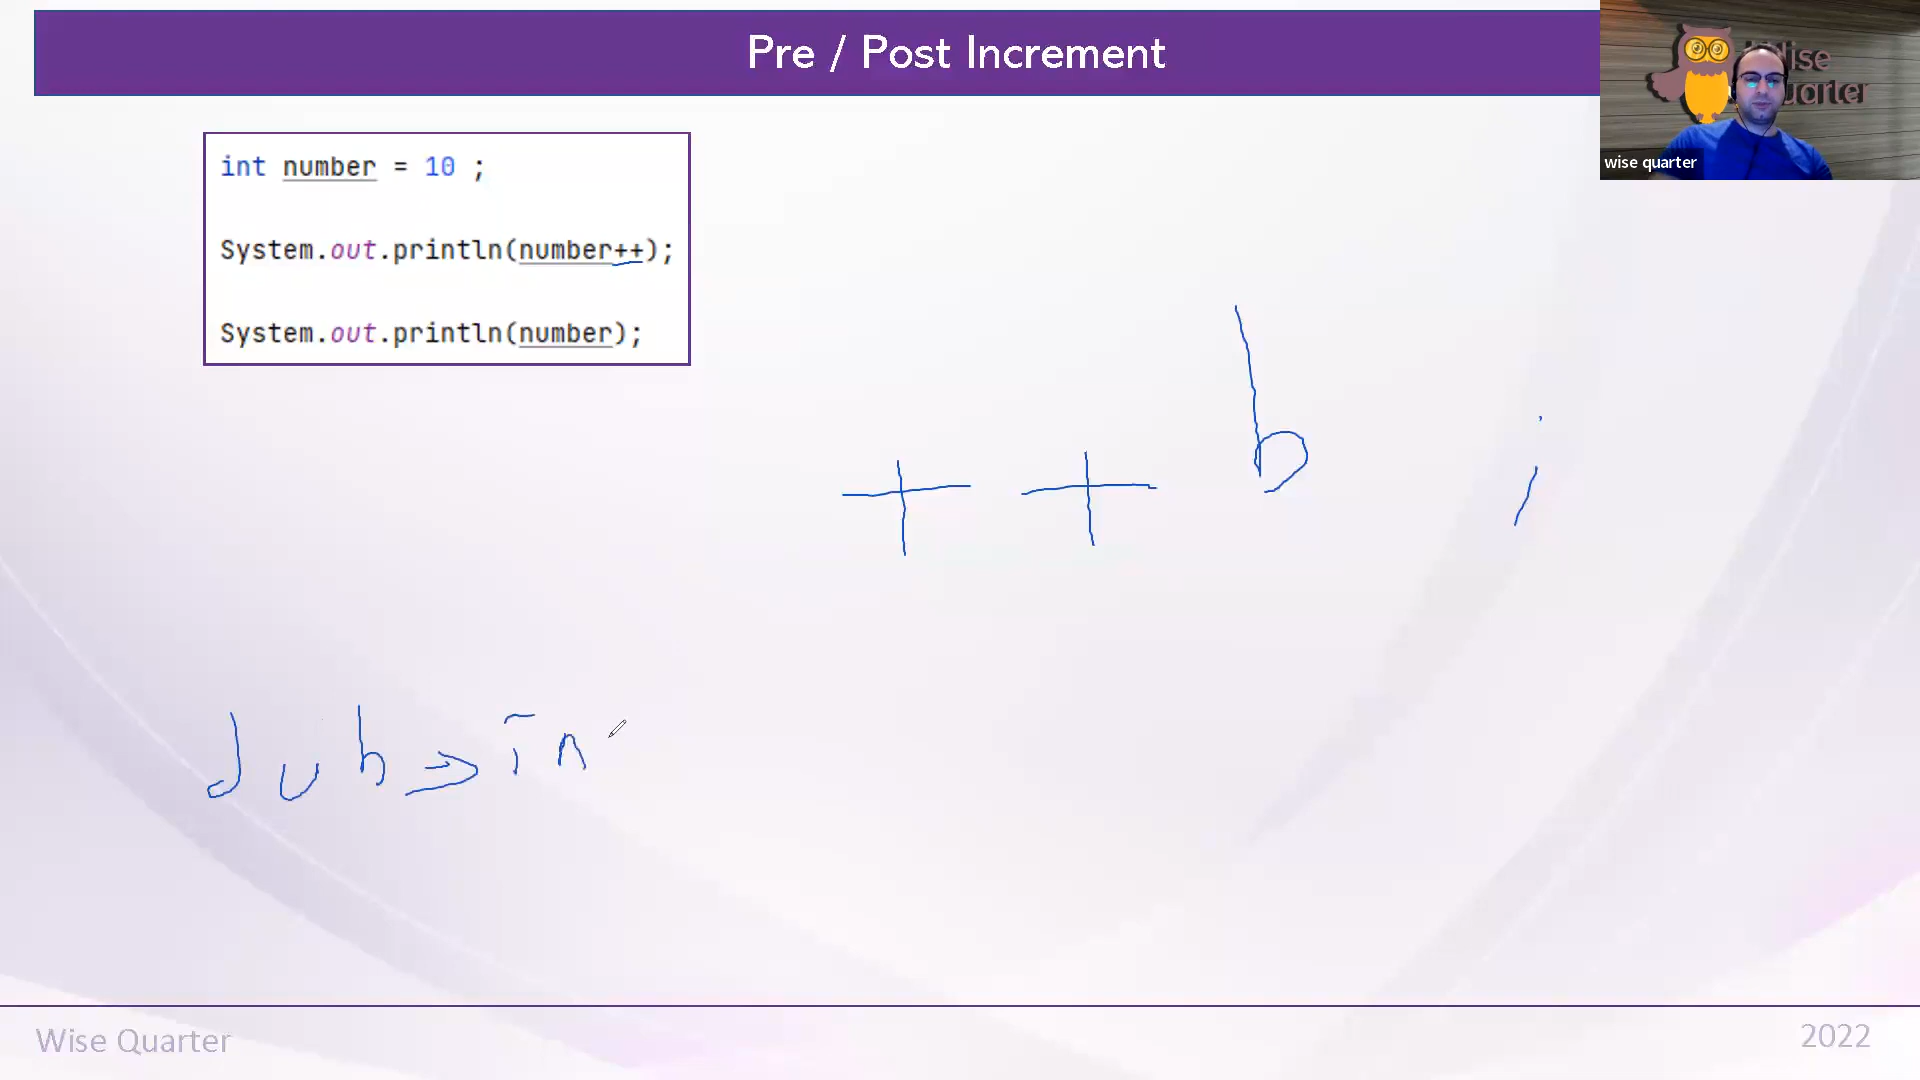 Pre / Post Increment
int number = 10 ;
System.out.println(number++);
System.out.println(number);
++ b ;
wise quarter
Wise Quarter
2022